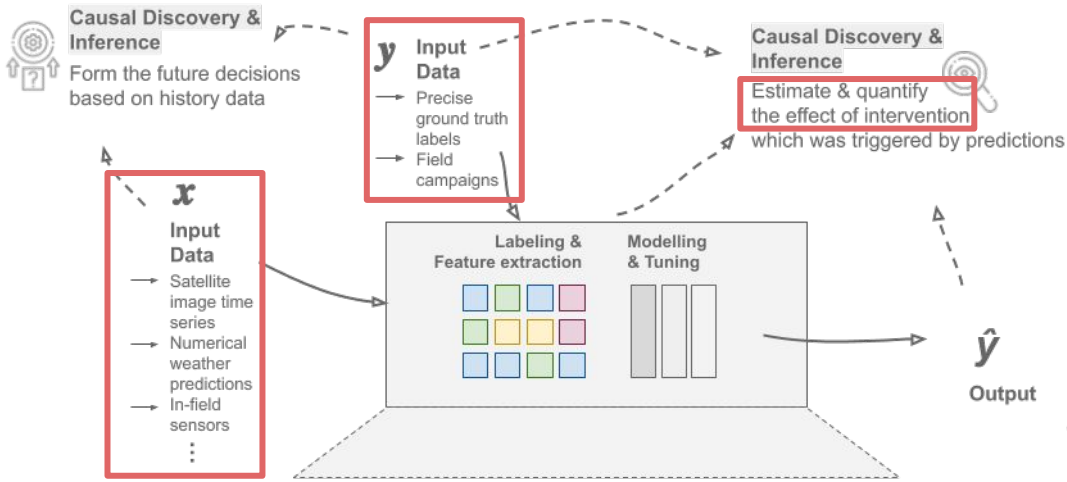 Causal Discovery &
Inference
Form the future decisions
based on history data
y
Input
Data
Precise
ground truth
labels
Field
campaigns
Causal Discovery &
Inference
Estimate & quantify
the effect of intervention
which was triggered by predictions
x
Input
Data
Satellite
image time
series
Numerical
weather
predictions
In-field
sensors
⋮
Labeling &
Feature extraction
Modelling
& Tuning
ŷ
Output
?